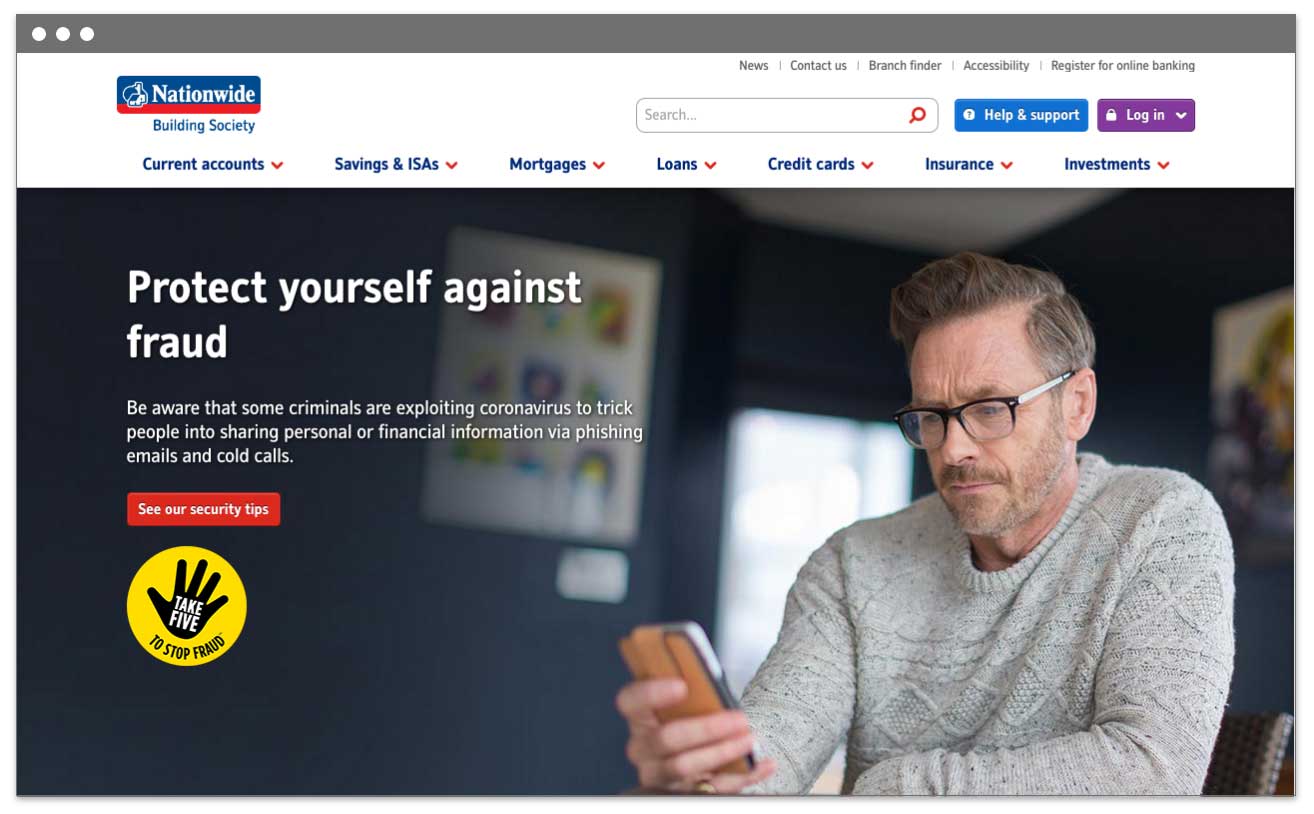 News
Contact us
Branch finder
Accessibility
Register for online banking
Nationwide
Building Society
Search...
Help & support
Log in
Current accounts
Savings & ISAs
Mortgages
Loans
Credit cards
Insurance
Investments
Protect yourself against
fraud
Be aware that some criminals are exploiting coronavirus to trick
people into sharing personal or financial information via phishing
emails and cold calls.
See our security tips
TAKE
FIVE
TO STOP FRAUD™